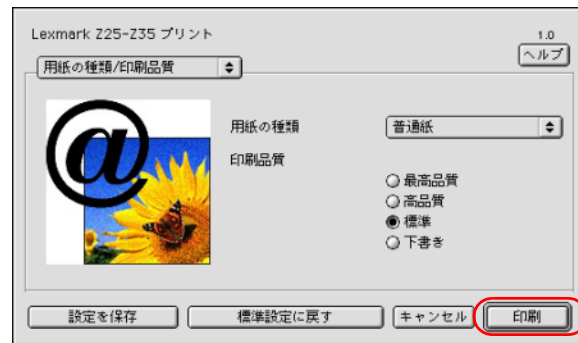 Lexmark Z25-Z35 プリント
1.0
ヘルプ
用紙の種類/印刷品質
@
用紙の種類
普通紙
印刷品質
最高品質
高品質
標準
下書き
設定を保存
標準設定に戻す
キャンセル
印刷